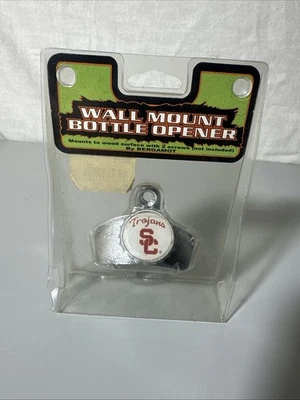 WALL MOUNT
BOTTLE OPENER
Mounts to wood surface with 2 screws (not included)
By BERGAMOT
Trojans
SC